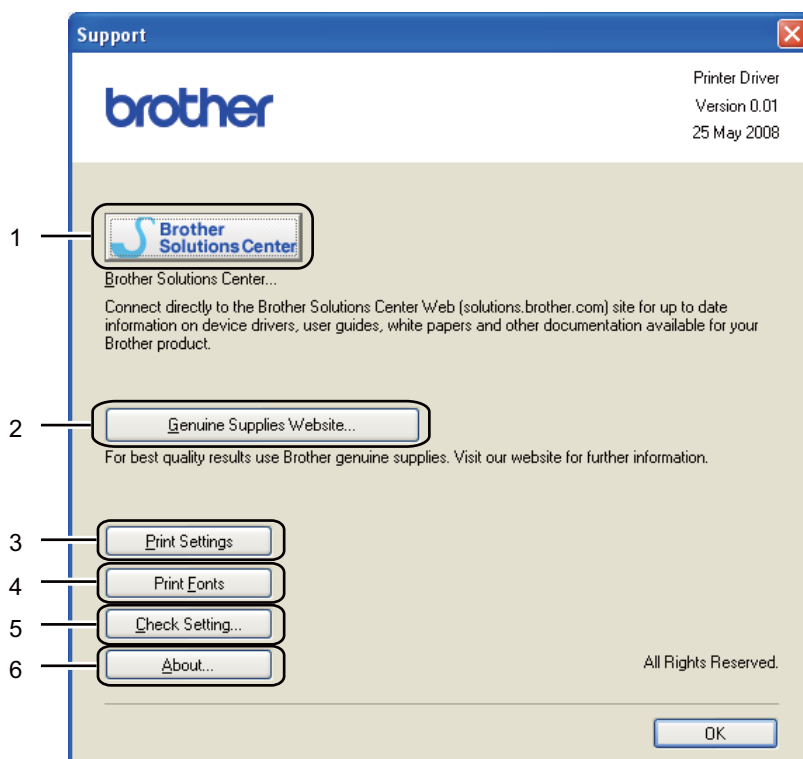 Support
brother
Printer Driver
Version 0.01
25 May 2008
1
Brother
Solutions Center
Brother Solutions Center...
Connect directly to the Brother Solutions Center Web (solutions.brother.com) site for up to date
information on device drivers, user guides, white papers and other documentation available for your
Brother product.
2
Genuine Supplies Website...
For best quality results use Brother genuine supplies. Visit our website for further information.
3
Print Settings
4
Print Fonts
5
Check Setting...
6
About...
All Rights Reserved.
OK